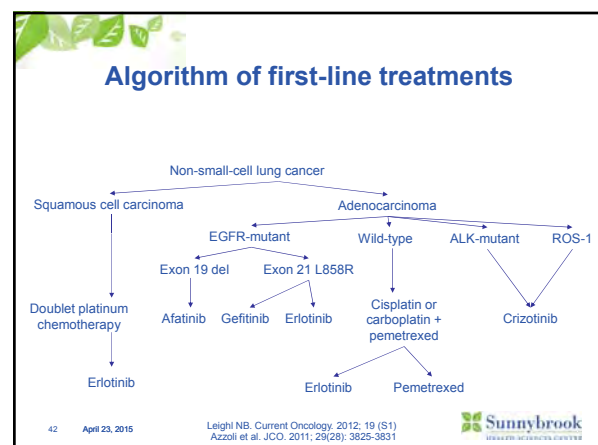 Algorithm of first-line treatments
Non-small-cell lung cancer
Squamous cell carcinoma
Adenocarcinoma
EGFR-mutant
Wild-type
ALK-mutant
ROS-1
Exon 19 del
Exon 21 L858R
Doublet platinum
chemotherapy
Afatinib
Gefitinib
Erlotinib
Cisplatin or
carboplatin +
pemetrexed
Crizotinib
Erlotinib
Erlotinib
Pemetrexed
42
April 23, 2015
Leighl NB. Current Oncology. 2012; 19 (S1)
Azzoli et al. JCO. 2011; 29(28): 3825-3831
Sunnybrook
HEALTH SCIENCES CENTRE